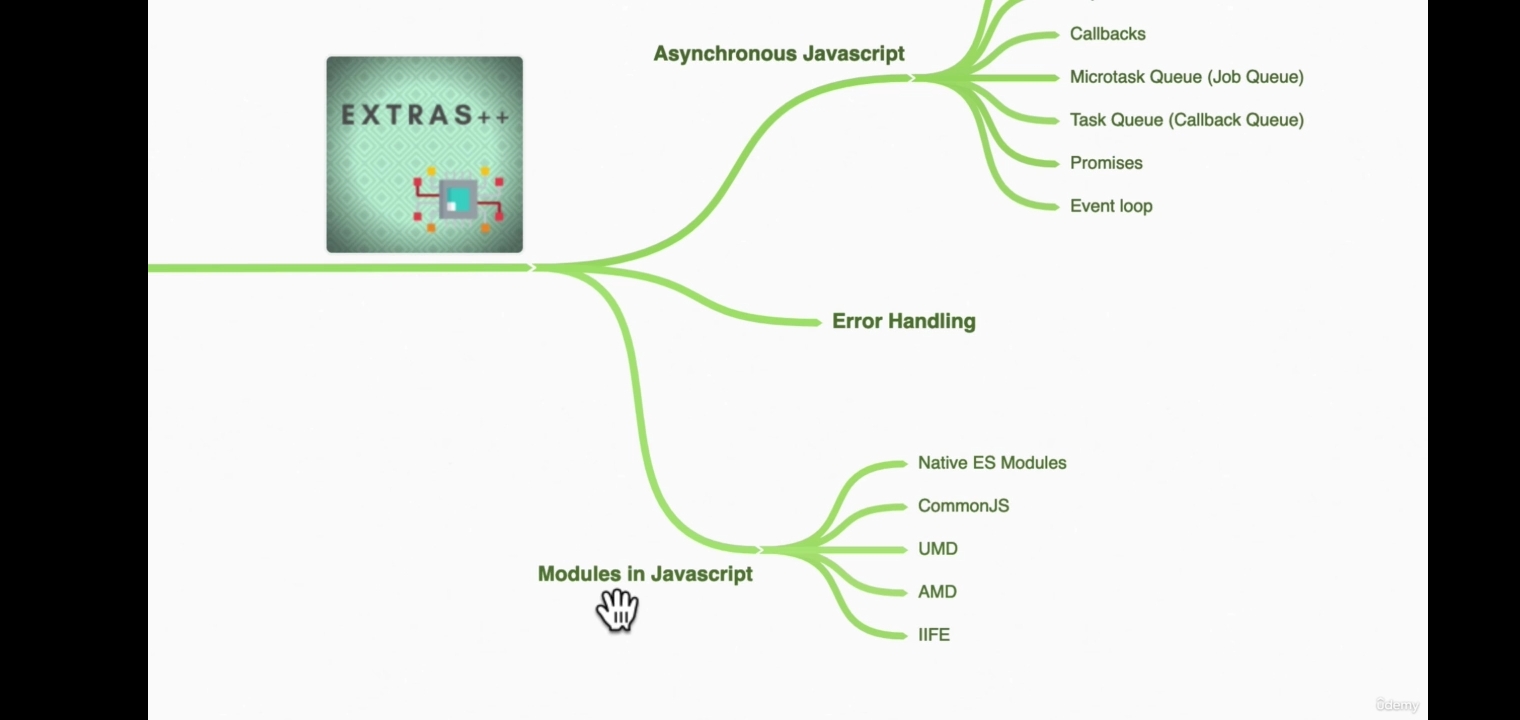 EXTRAS++
Asynchronous Javascript
Callbacks
Microtask Queue (Job Queue)
Task Queue (Callback Queue)
Promises
Event loop
Error Handling
Modules in Javascript
Native ES Modules
CommonJS
UMD
AMD
IIFE
ûdemy